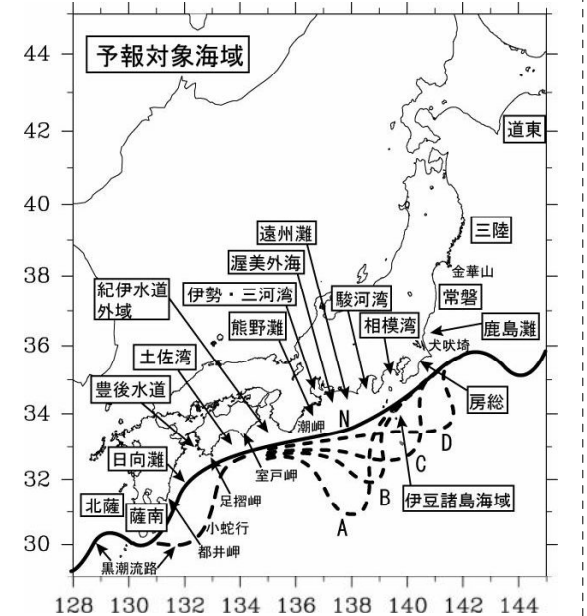 予報対象海域
44
42
40
38
36
34
32
30
道東
三陸
金華山
常磐
鹿島灘
犬吠埼
房総
遠州灘
渥美外海
伊勢・三河湾
駿河湾
相模湾
熊野灘
紀伊水道
外域
土佐湾
豊後水道
日向灘
北薩
薩南
潮岬
室戸岬
足摺岬
小蛇行
都井岬
黒潮流路
伊豆諸島海域
N
A
B
C
D
128 130 132 134 136 138 140 142 144